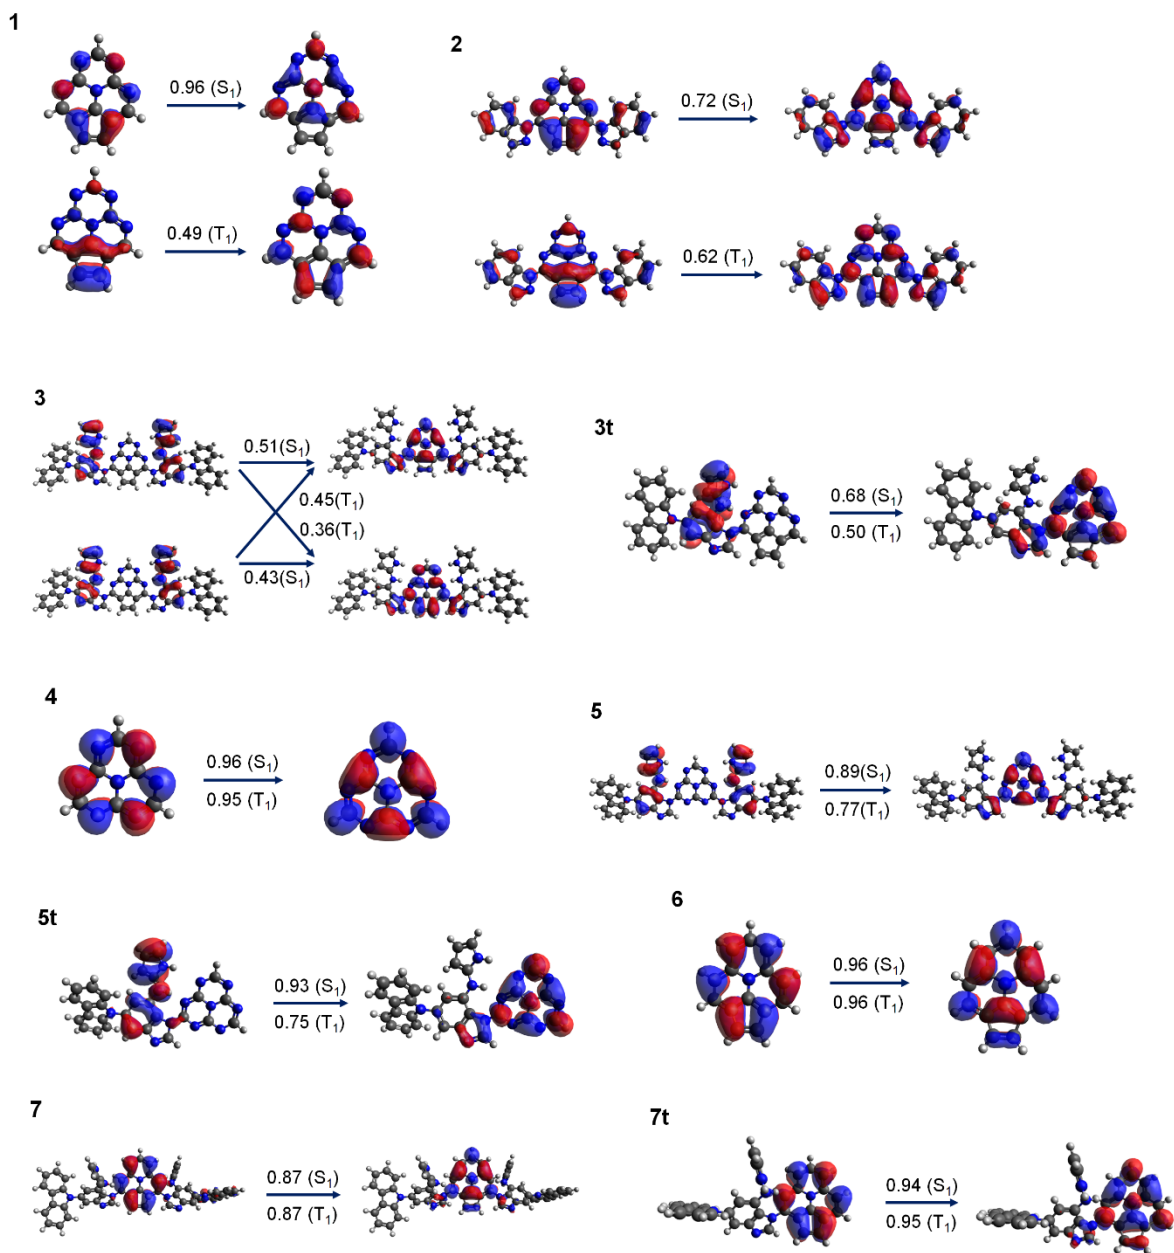 1
0.96 (S₁)
0.49 (T₁)
2
0.72 (S₁)
0.62 (T₁)
3
0.51(S₁)
0.45(T₁)
0.36(T₁)
0.43(S₁)
3t
0.68 (S₁)
0.50 (T₁)
4
0.96 (S₁)
0.95 (T₁)
5
0.89(S₁)
0.77(T₁)
5t
0.93 (S₁)
0.75 (T₁)
6
0.96 (S₁)
0.96 (T₁)
7
0.87 (S₁)
0.87 (T₁)
7t
0.94 (S₁)
0.95 (T₁)